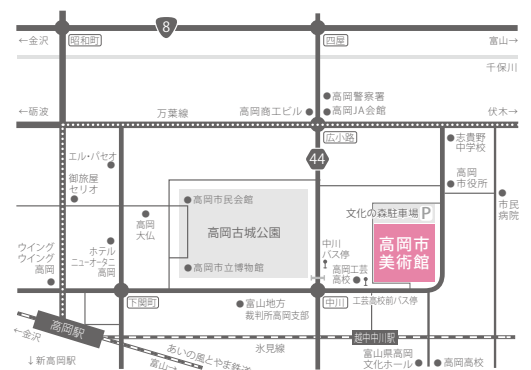 8
昭和町
四屋
←金沢
富山→
千保川
←砺波
万葉線
高岡商工ビル
高岡警察署
高岡JA会館
伏木→
広小路
志貴野
中学校
44
エル・パセオ
御旅屋
セリオ
高岡
市役所
市民
病院
高岡市民会館
高岡
大仏
高岡古城公園
文化の森駐車場 P
高岡市
美術館
ウイング
ウイング
高岡
ホテル
ニューオータニ
高岡
高岡市立博物館
中川
バス停
高岡工芸
高校
工芸高校前バス停
下関町
富山地方
裁判所高岡支部
中川
高岡駅
←金沢
↓新高岡駅
あいの風とやま鉄道
富山→
氷見線
越中中川駅
富山県高岡
文化ホール
高岡高校